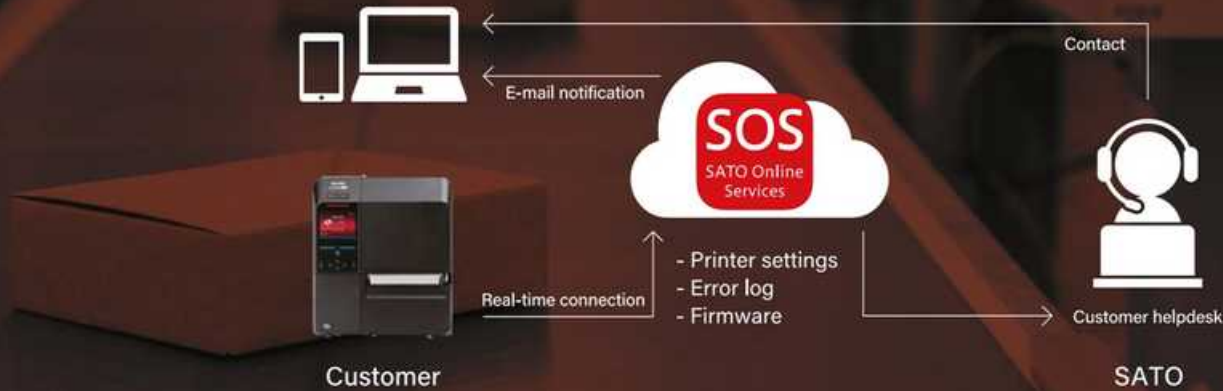 Contact
E-mail notification
SOS
SATO Online
Services
- Printer settings
- Error log
- Firmware
Real-time connection
Customer helpdesk
Customer
SATO